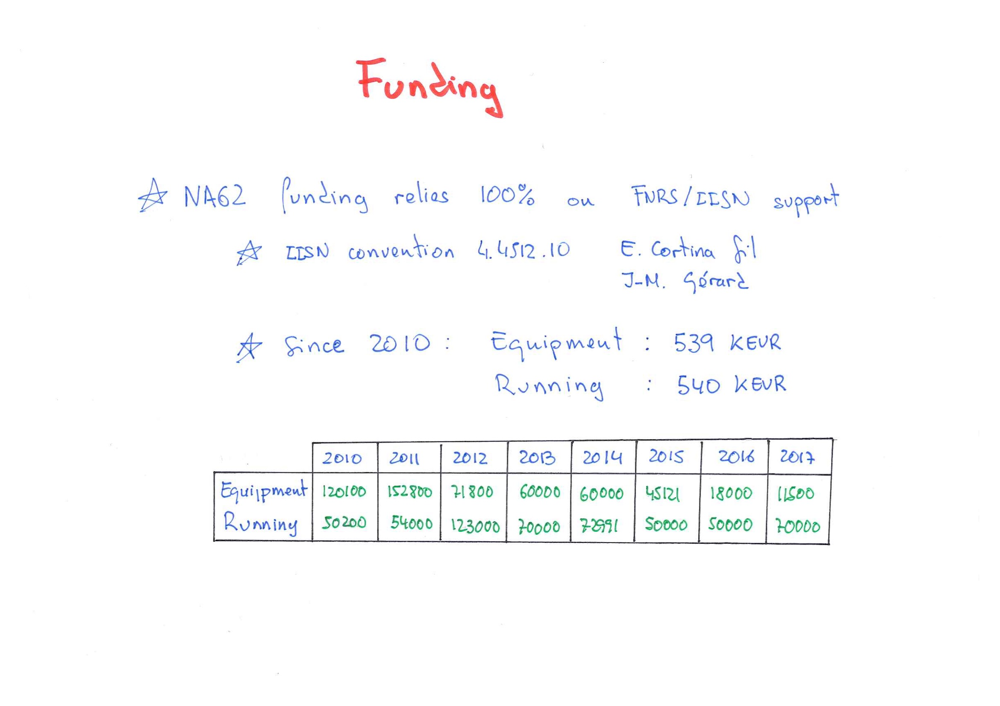 Funding
☆ NA62 funding relies 100% on FNRS/IISN support
☆ IISN convention 4.4512.10 E. Cortina Gil
J-M. Gérard
☆ Since 2010 : Equipment : 539 KEUR
Running : 540 KEUR
2010 2011 2012 2013 2014 2015 2016 2017
Equipment 120100 152800 71800 60000 60000 45121 18000 11500
Running 50200 54000 123000 70000 72991 50000 50000 70000